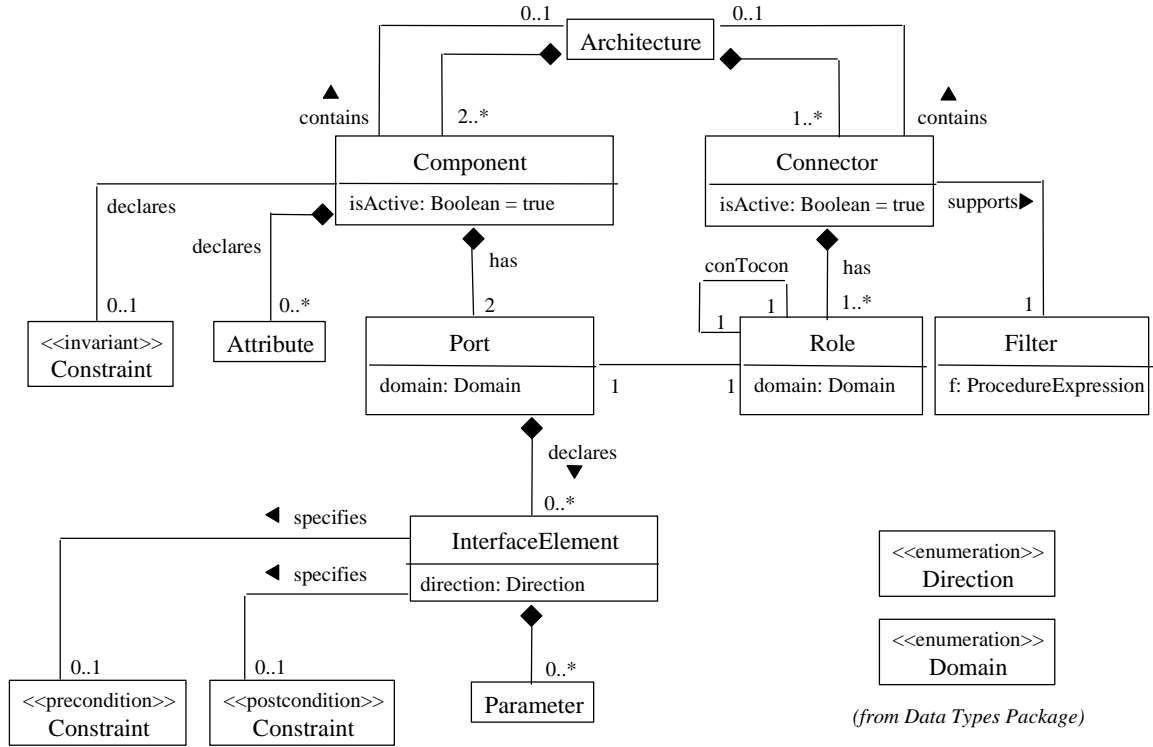 0..1
0..1
Architecture
contains
2..*
1..*
contains
Component
isActive: Boolean = true
Connector
isActive: Boolean = true
declares
declares
has
supports
conTocon
has
0..1
0..*
2
1
1
1..*
1
<<invariant>>
Constraint
Attribute
Port
domain: Domain
1
1
Role
domain: Domain
Filter
f: ProcedureExpression
declares
0..*
specifies
specifies
InterfaceElement
direction: Direction
<<enumeration>>
Direction
<<enumeration>>
Domain
(from Data Types Package)
0..1
0..1
0..*
<<precondition>>
Constraint
<<postcondition>>
Constraint
Parameter